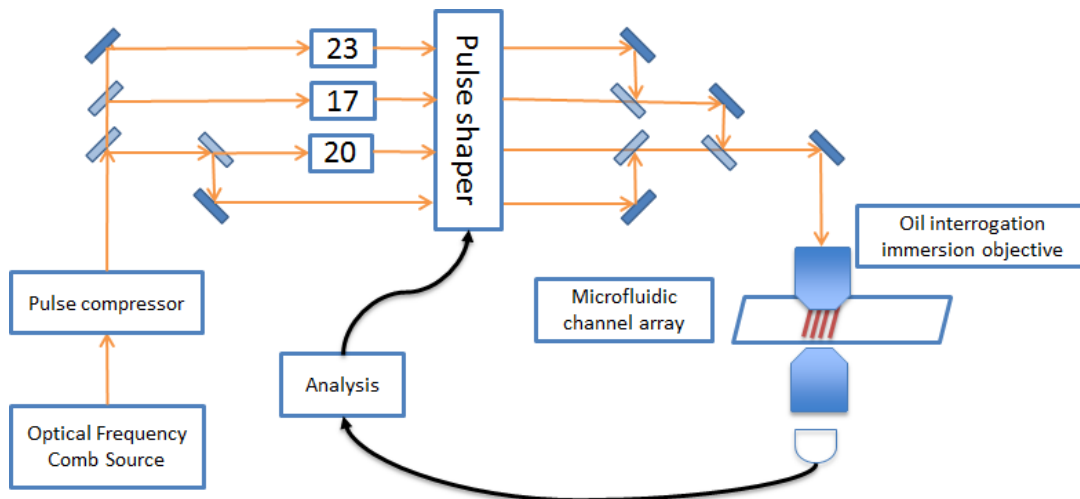 23
17
20
Pulse shaper
Oil interrogation
immersion objective
Pulse compressor
Microfluidic
channel array
Analysis
Optical Frequency
Comb Source